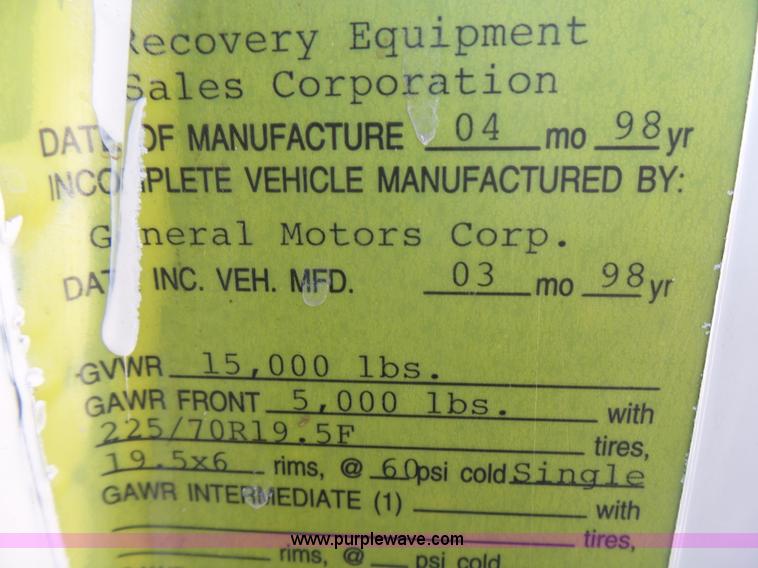 Recovery Equipment
Sales Corporation
DATE OF MANUFACTURE 04 mo 98 yr
INCOMPLETE VEHICLE MANUFACTURED BY:
General Motors Corp.
DATE INC. VEH. MFD. 03 mo 98 yr
GVWR 15,000 lbs.
GAWR FRONT 5,000 lbs. with
225/70R19.5F tires,
19.5x6 rims, @ 60psi cold Single
GAWR INTERMEDIATE (1) with
tires,
www.purplewave.com
rims, @ psi cold